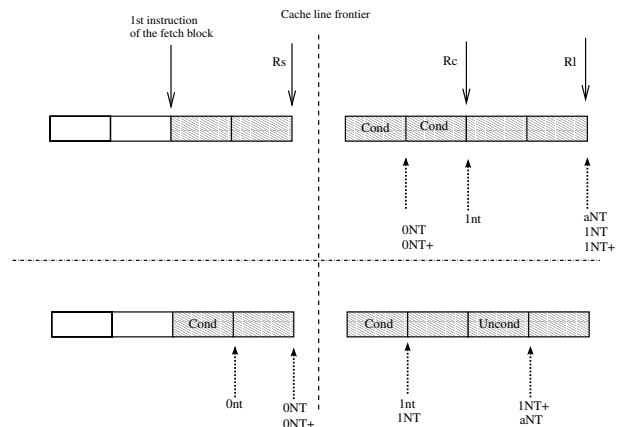 Cache line frontier
1st instruction
of the fetch block
Rs
Rc
Rl
Cond
Cond
0NT
0NT+
1nt
aNT
1NT
1NT+
Cond
Cond
Uncond
0nt
0NT
0NT+
1nt
1NT
1NT+
aNT